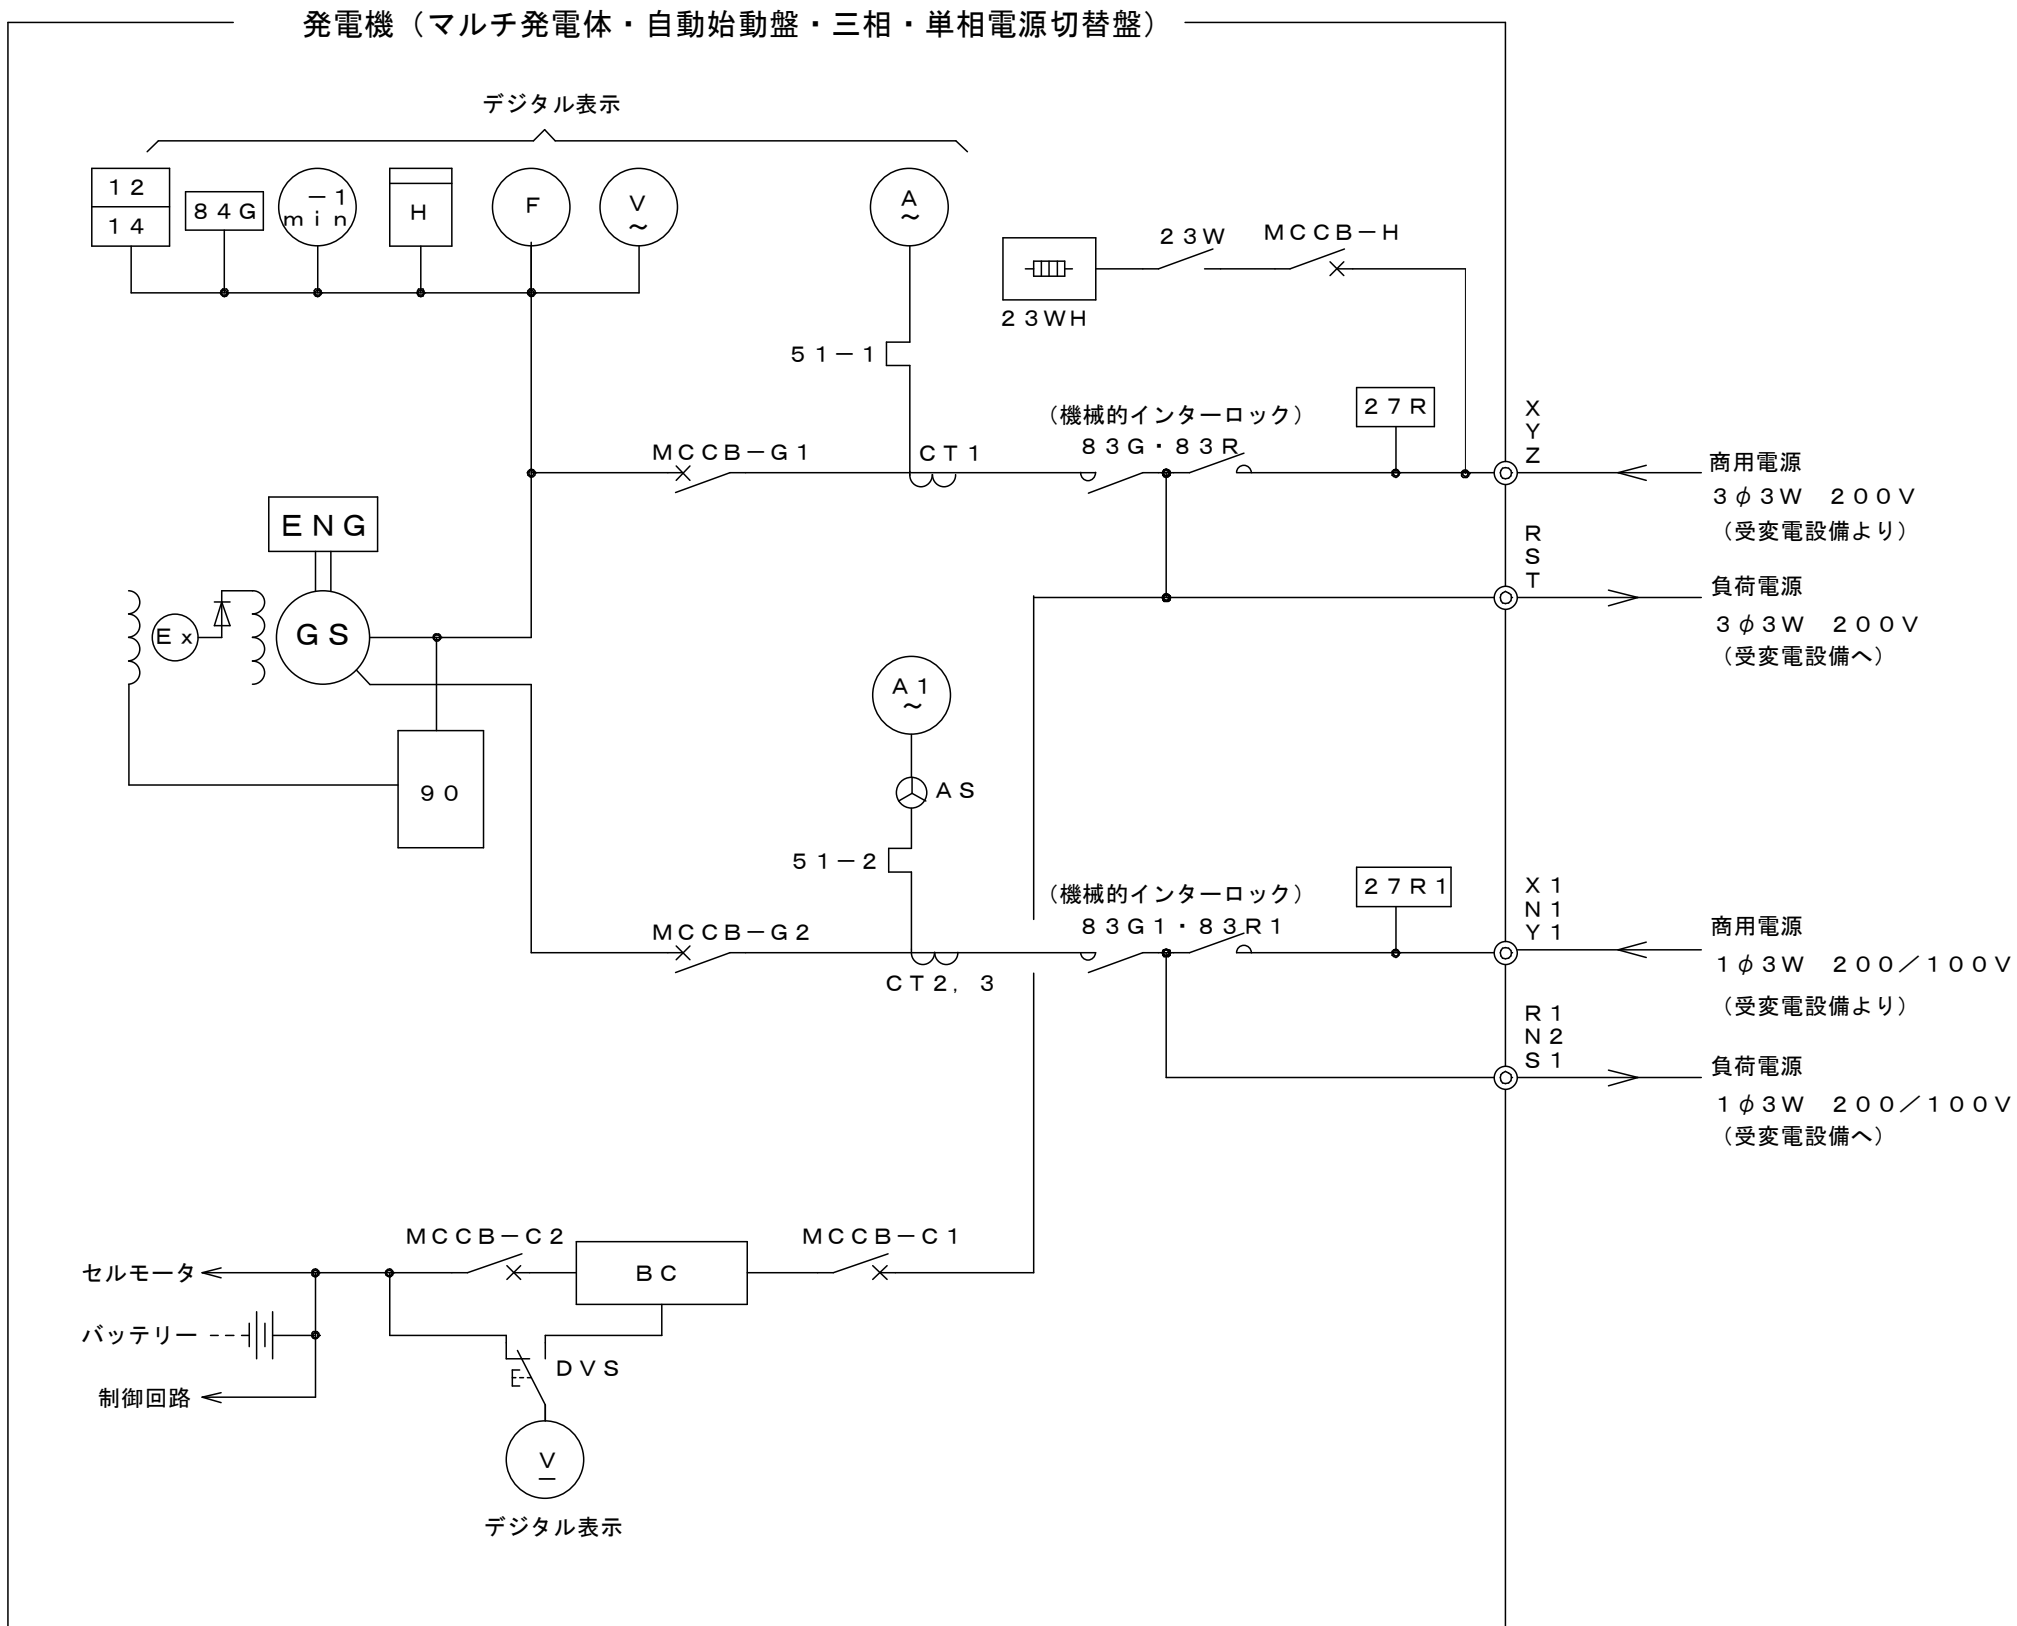 発電機（マルチ発電体・自動始動盤・三相・単相電源切替盤）
デジタル表示
１２
１４
８４Ｇ
－１
ｍｉｎ
Ｈ
Ｆ
Ｖ
～
Ａ
～
２３Ｗ
ＭＣＣＢ－Ｈ
２３ＷＨ
５１－１
（機械的インターロック）
８３Ｇ・８３Ｒ
２７Ｒ
ＭＣＣＢ－Ｇ１
ＣＴ１
Ｘ
Ｙ
Ｚ
商用電源
３φ３Ｗ　２００Ｖ
（受変電設備より）
Ｒ
Ｓ
Ｔ
負荷電源
３φ３Ｗ　２００Ｖ
（受変電設備へ）
ＥＮＧ
Ｅｘ
ＧＳ
９０
Ａ１
～
ＡＳ
５１－２
（機械的インターロック）
８３Ｇ１・８３Ｒ１
２７Ｒ１
ＭＣＣＢ－Ｇ２
ＣＴ２，３
Ｘ１
Ｎ１
Ｙ１
商用電源
１φ３Ｗ　２００／１００Ｖ
（受変電設備より）
Ｒ１
Ｎ２
Ｓ１
負荷電源
１φ３Ｗ　２００／１００Ｖ
（受変電設備へ）
ＭＣＣＢ－Ｃ２
ＢＣ
ＭＣＣＢ－Ｃ１
セルモータ
バッテリー
制御回路
ＤＶＳ
Ｖ
デジタル表示